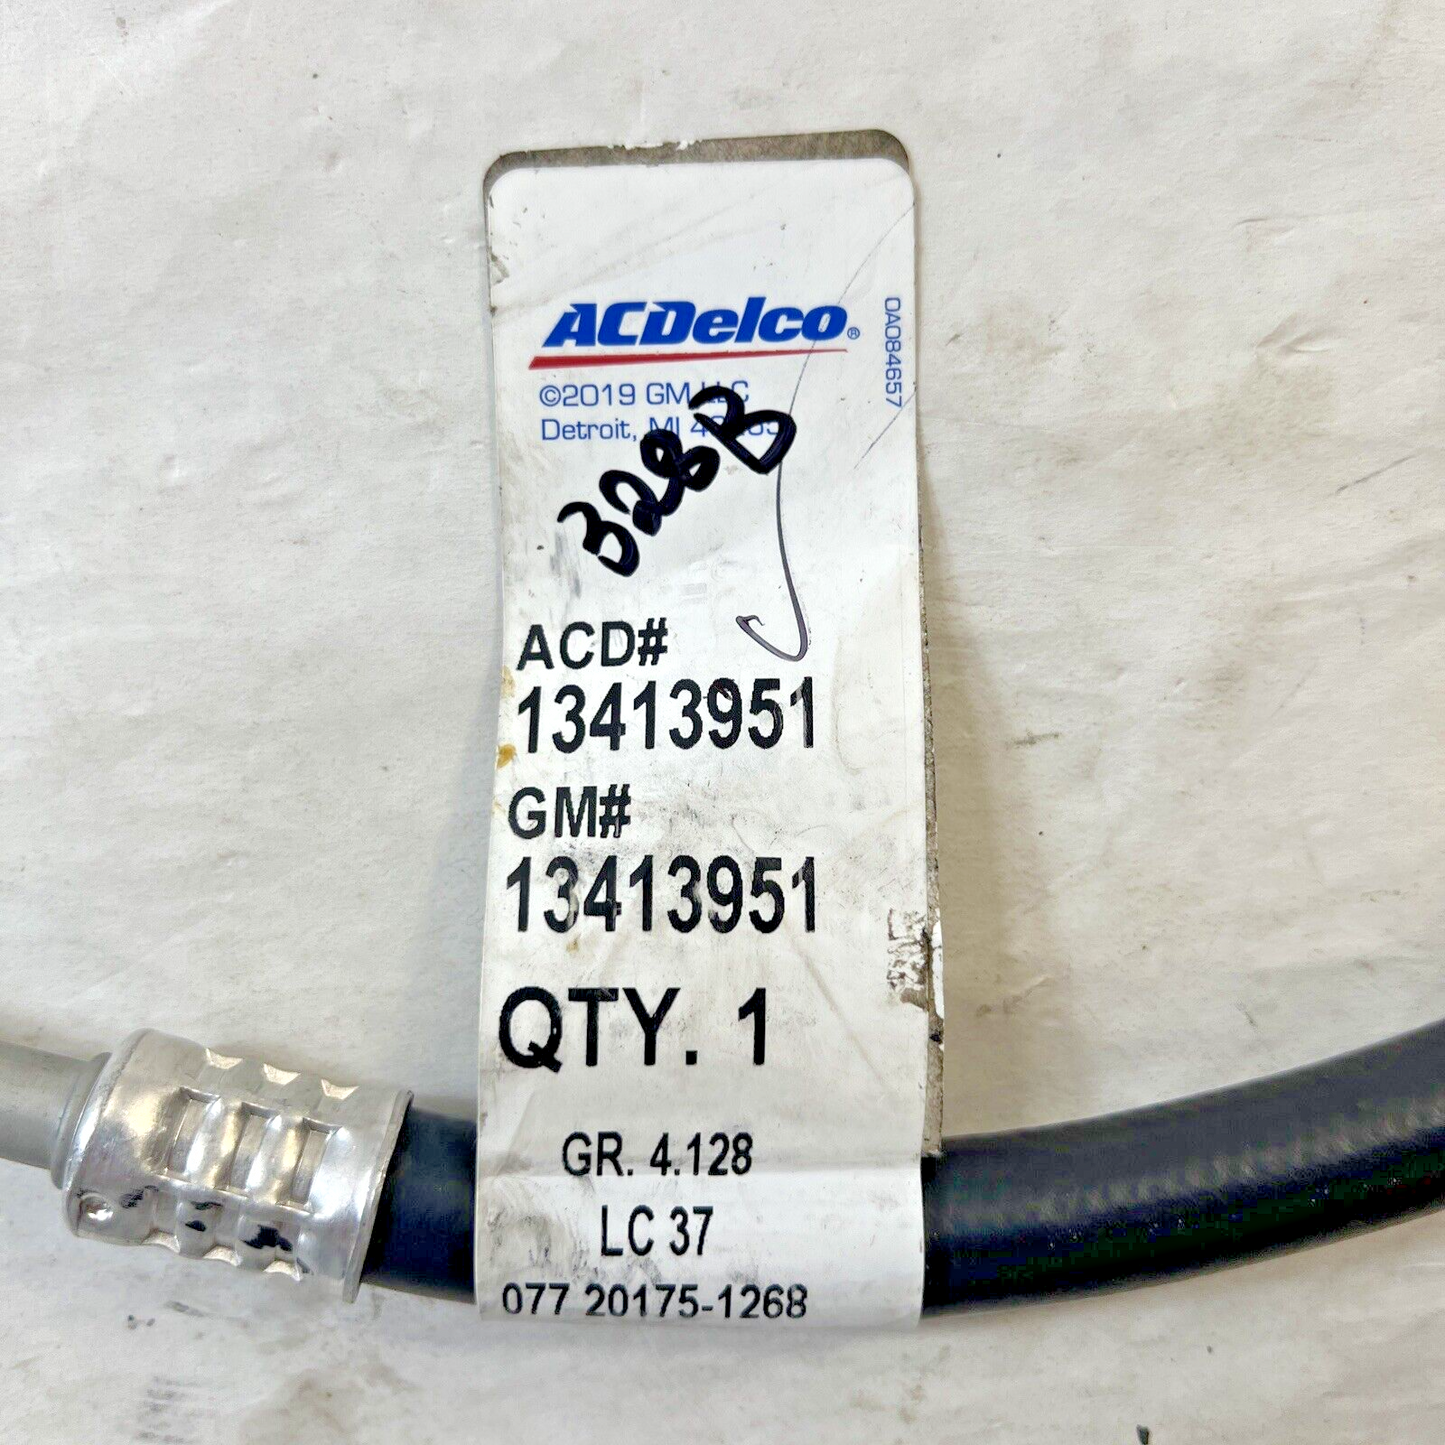 ACDelco®
©2019 GM LLC
Detroit, MI
0A084657
328B
ACD#
13413951
GM#
13413951
QTY. 1
GR. 4.128
LC 37
077 20175-1268